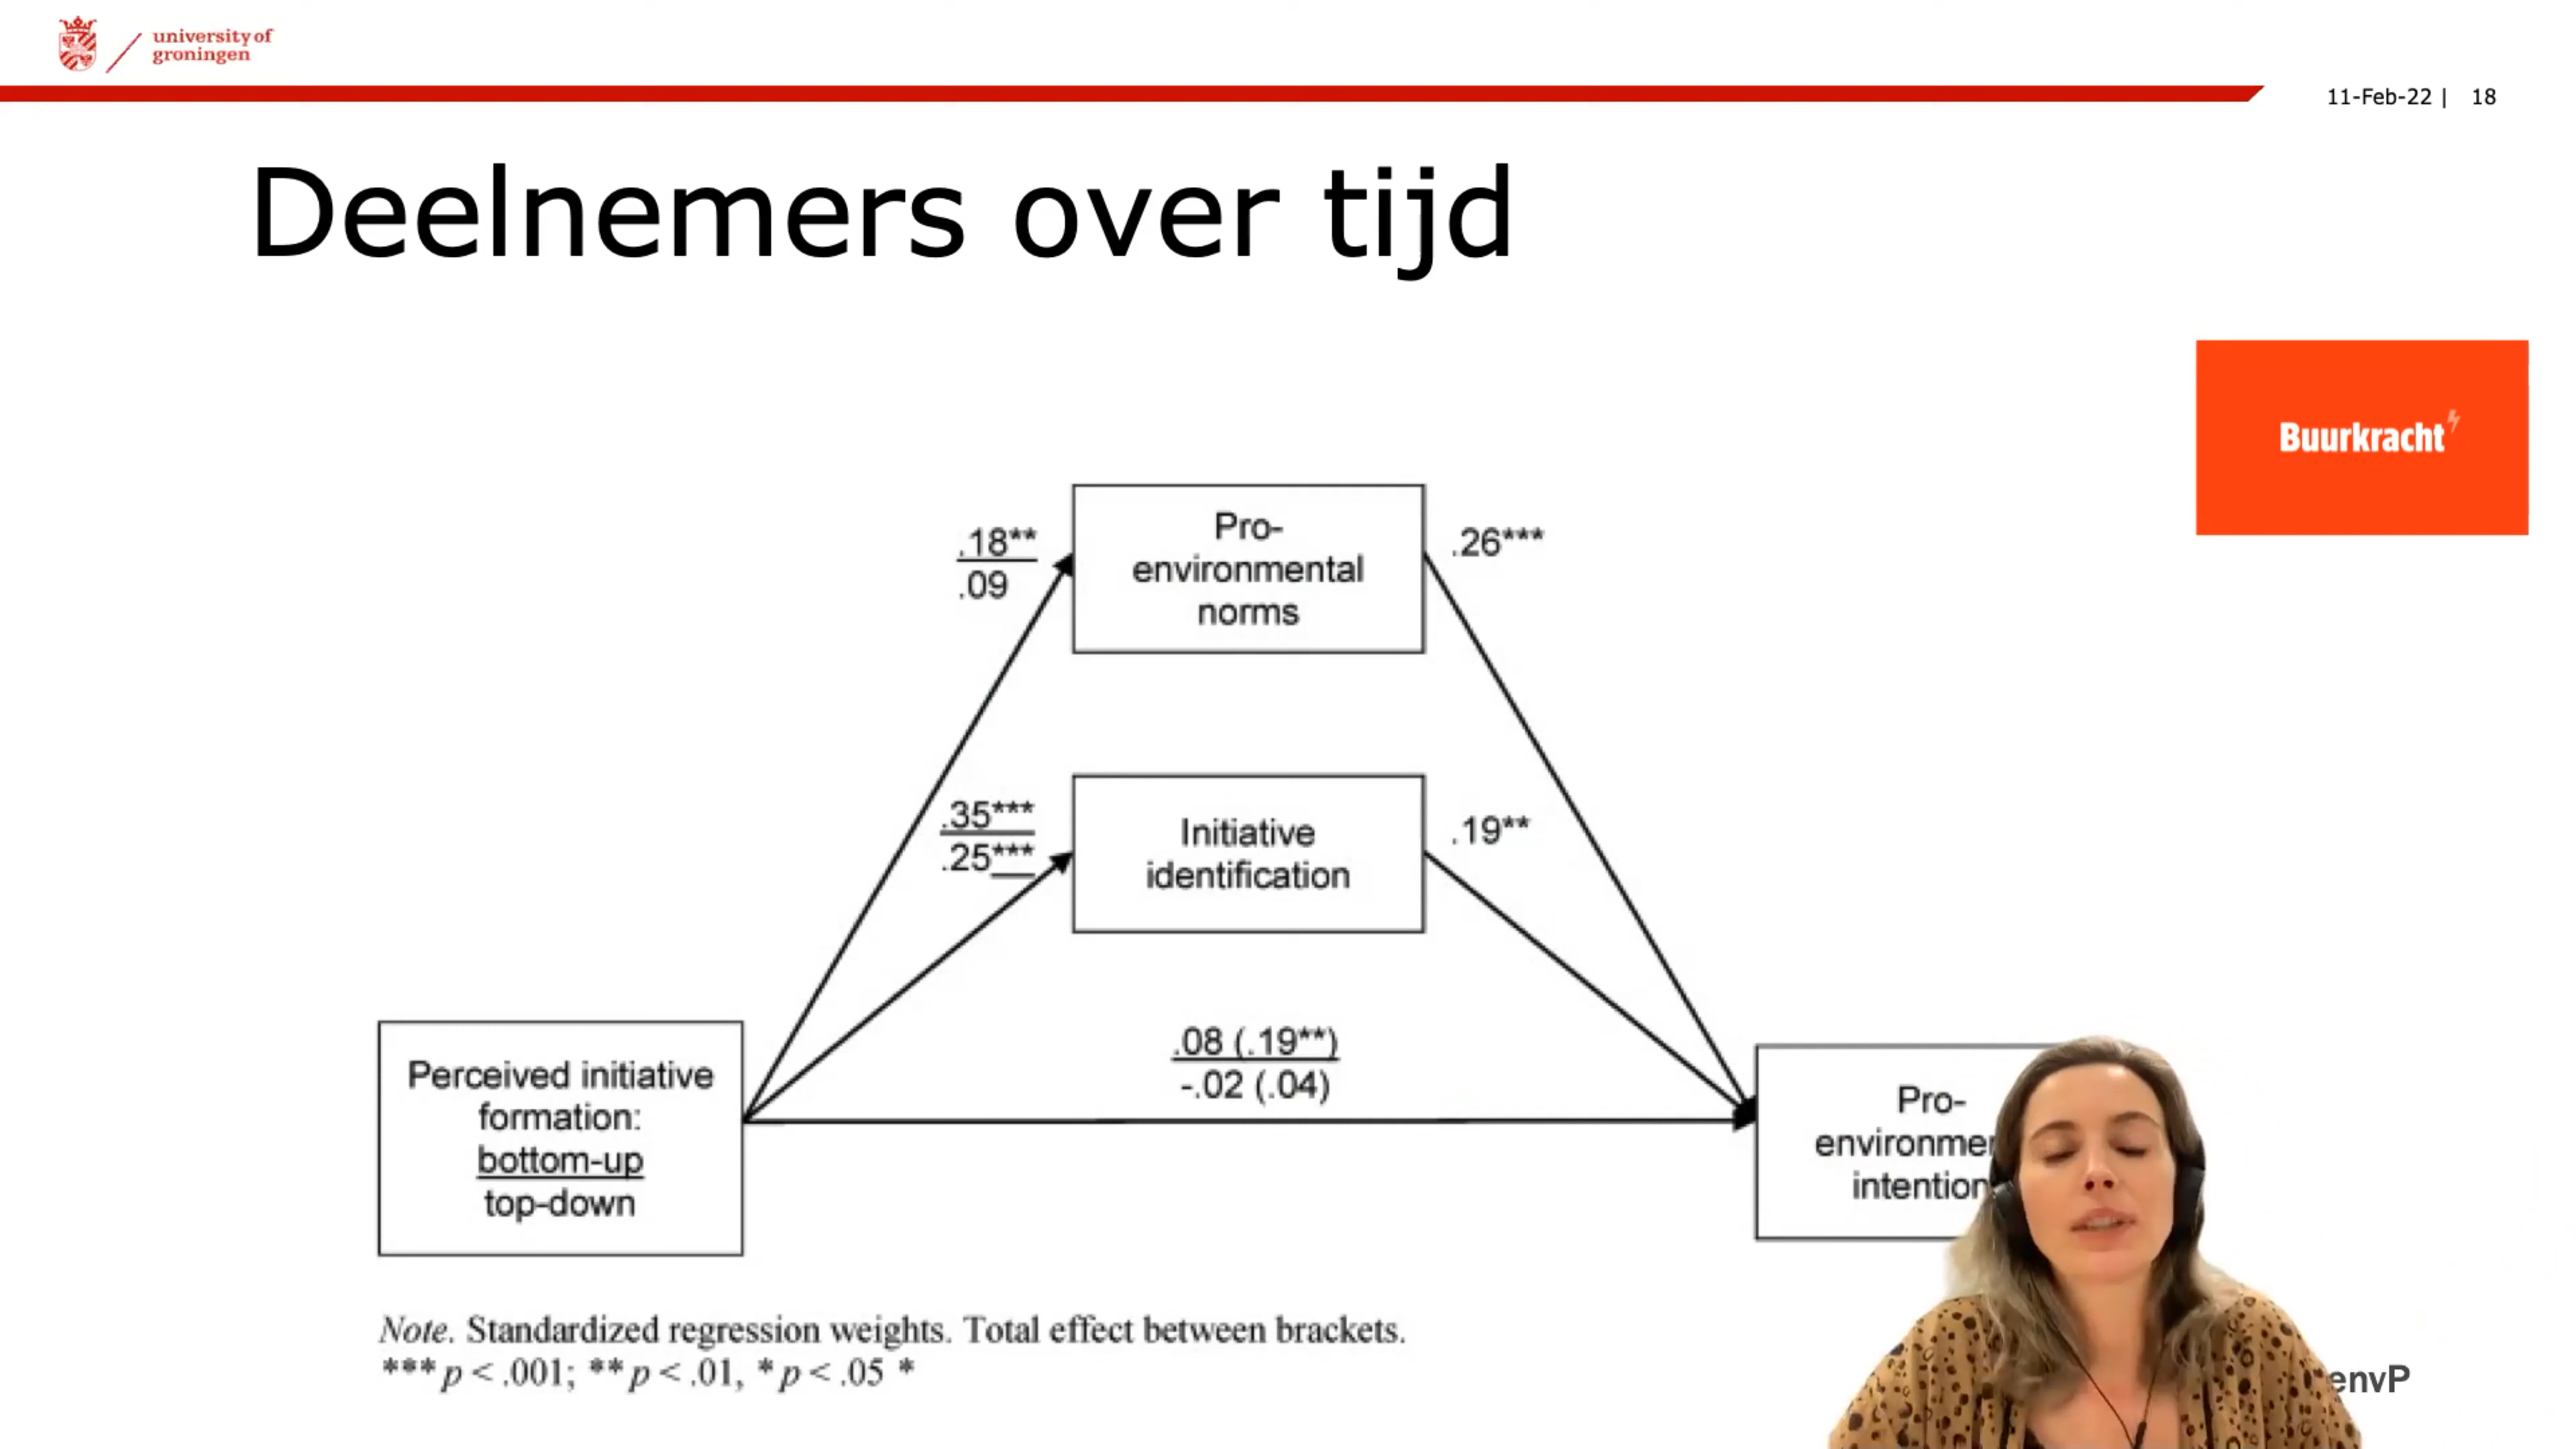 university of
groningen
11-Feb-22 | 18
Deelnemers over tijd
Buurkracht
.18**
.09
Pro-
environmental
norms
.26***
.35***
.25***
Initiative
identification
.19**
.08 (.19**)
-.02 (.04)
Perceived initiative
formation:
bottom-up
top-down
Pro-
intention
Note. Standardized regression weights. Total effect between brackets.
***p < .001; **p < .01, *p < .05 *
envP